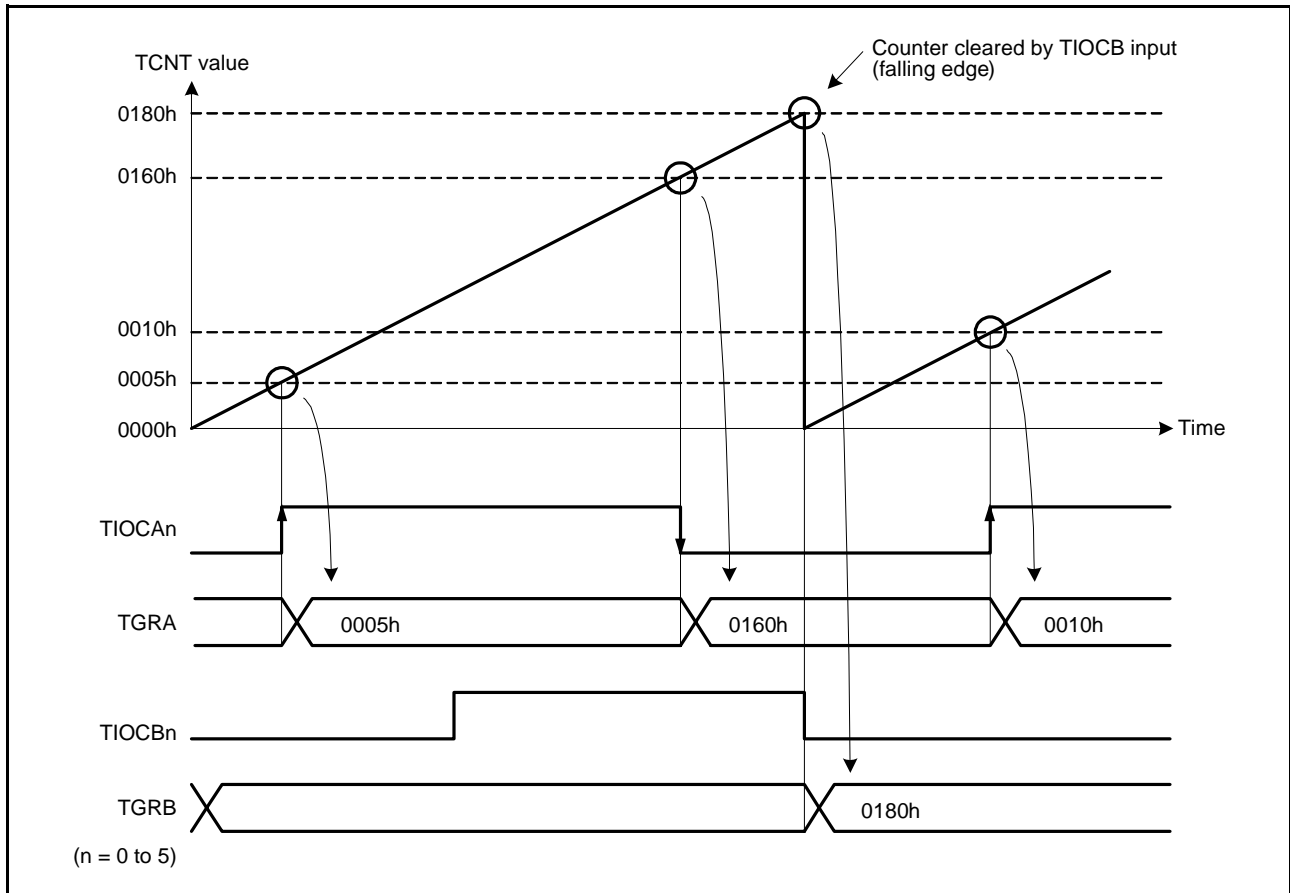 Counter cleared by TIOCB input
(falling edge)
TCNT value
0180h
0160h
0010h
0005h
0000h
Time
TIOCAn
TGRA
0005h
0160h
0010h
TIOCBn
TGRB
0180h
(n = 0 to 5)